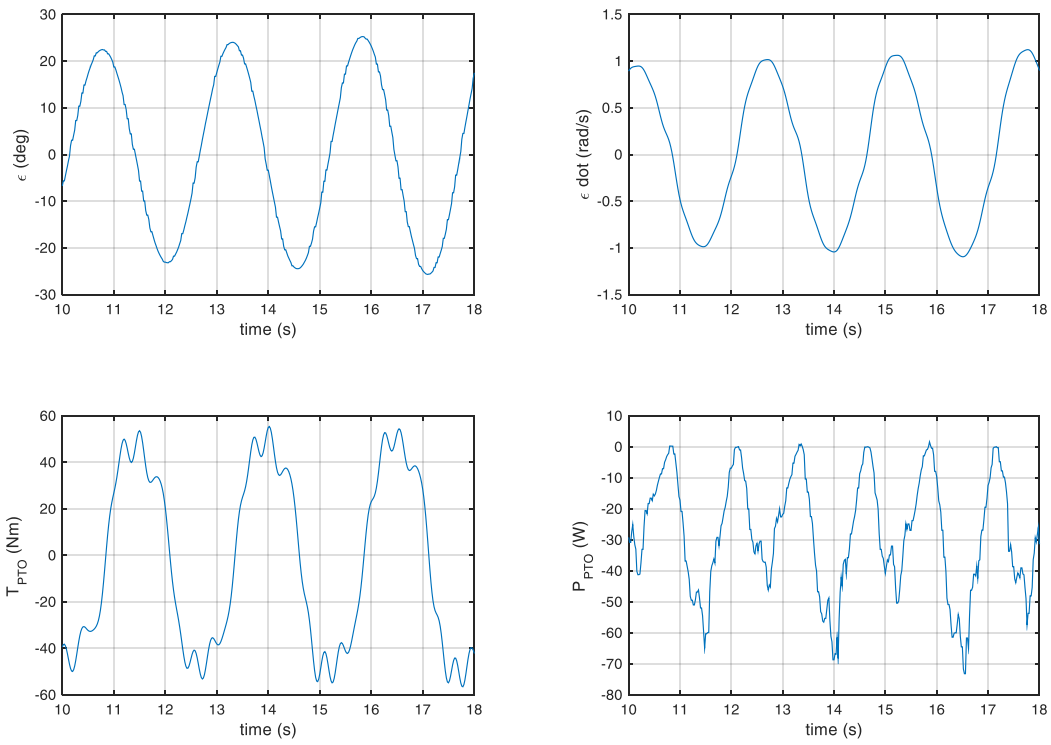 30
20
10
0
-10
-20
-30
10 11 12 13 14 15 16 17 18
time (s)
ϵ (deg)
1.5
1
0.5
0
-0.5
-1
-1.5
10 11 12 13 14 15 16 17 18
time (s)
ϵ dot (rad/s)
60
40
20
0
-20
-40
-60
10 11 12 13 14 15 16 17 18
time (s)
T_PTO (Nm)
10
0
-10
-20
-30
-40
-50
-60
-70
-80
10 11 12 13 14 15 16 17 18
time (s)
P_PTO (W)